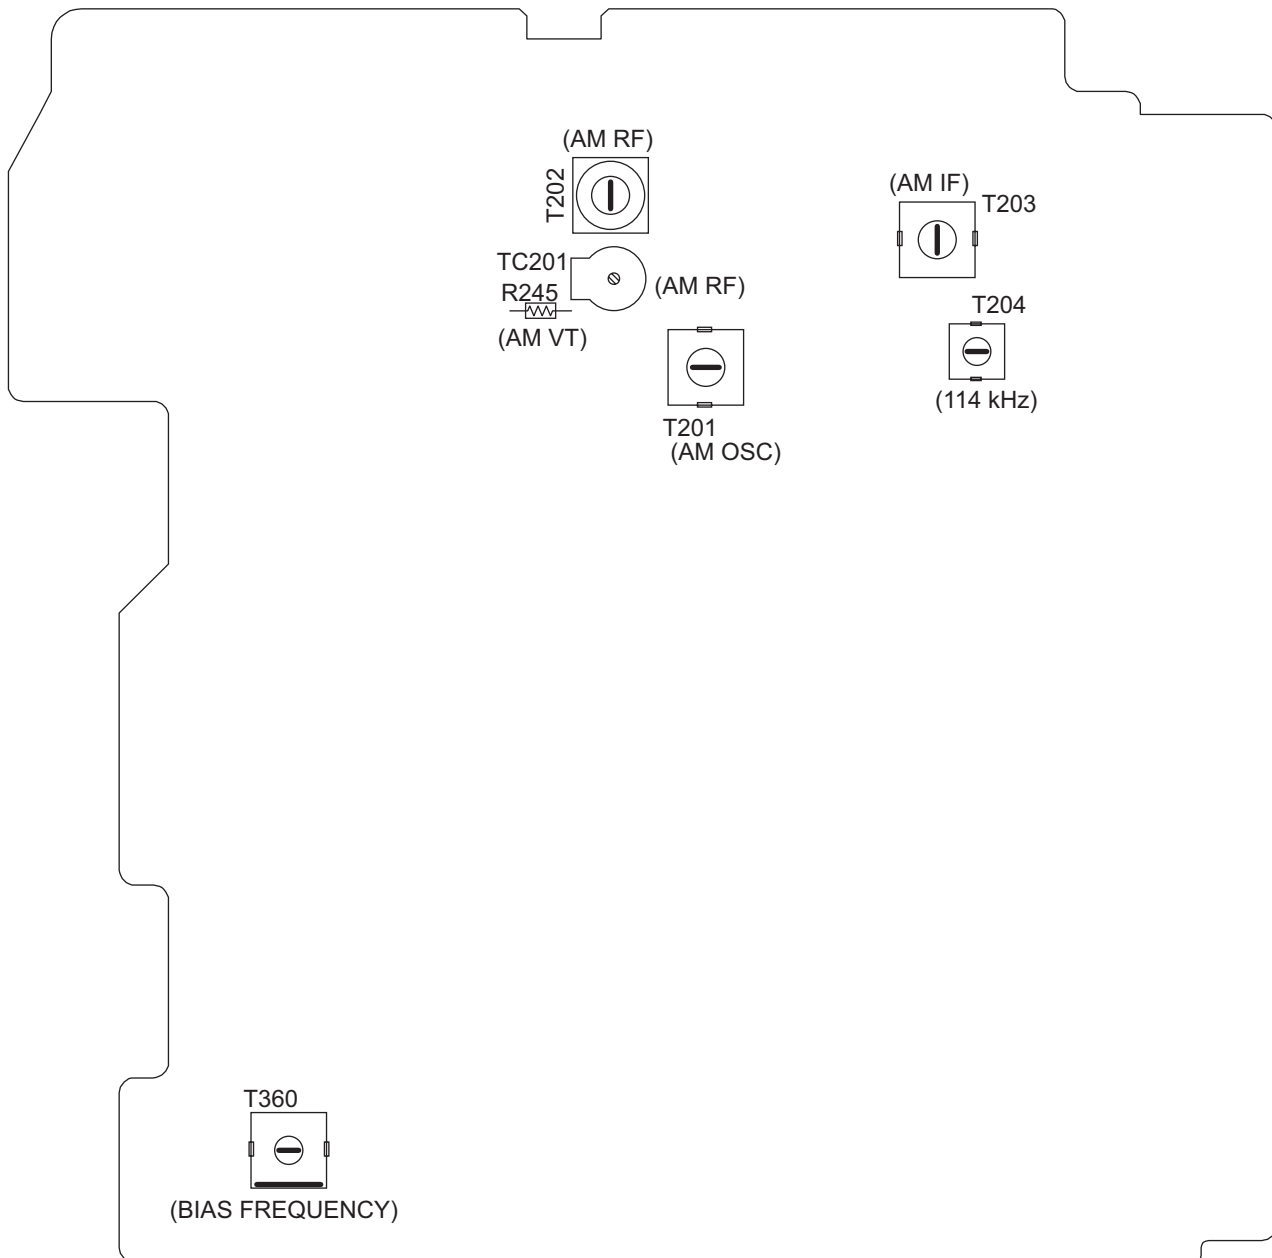 (AM RF)
T202
(AM IF)
T203
TC201
R245
(AM RF)
(AM VT)
T204
(114 kHz)
T201
(AM OSC)
T360
(BIAS FREQUENCY)